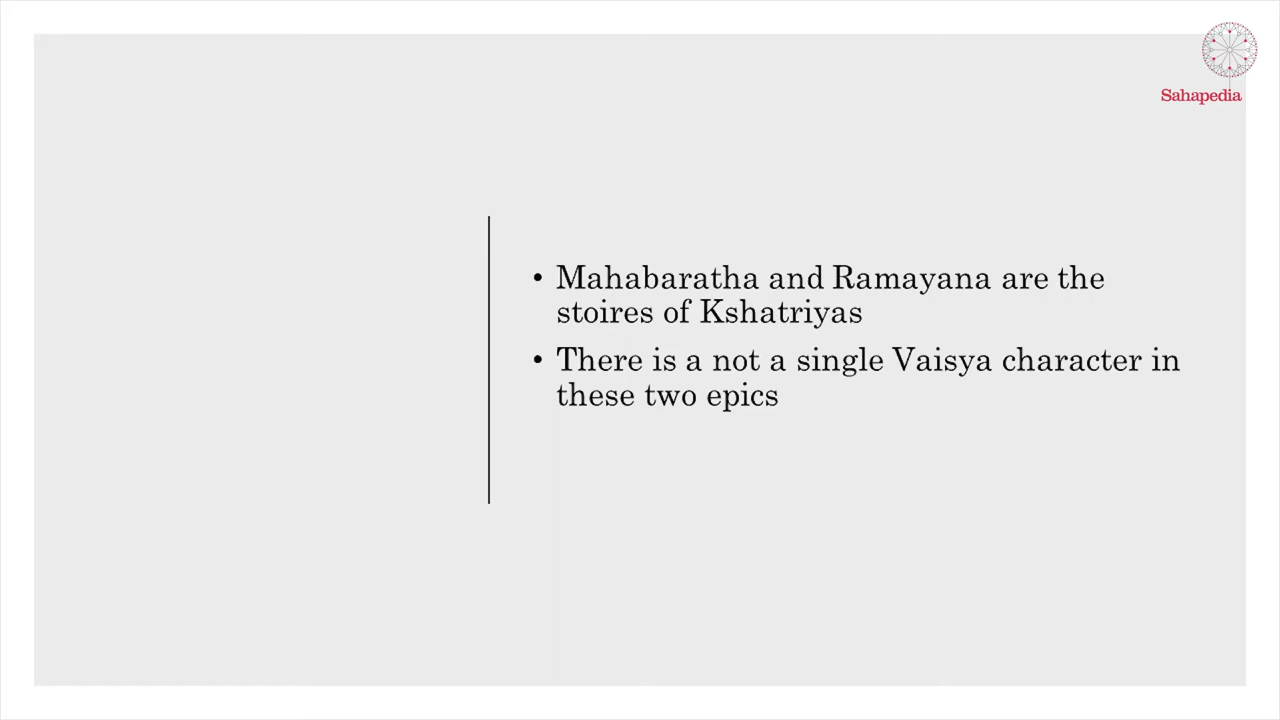 Sahapedia
• Mahabaratha and Ramayana are the
stoires of Kshatriyas
• There is a not a single Vaisya character in
these two epics